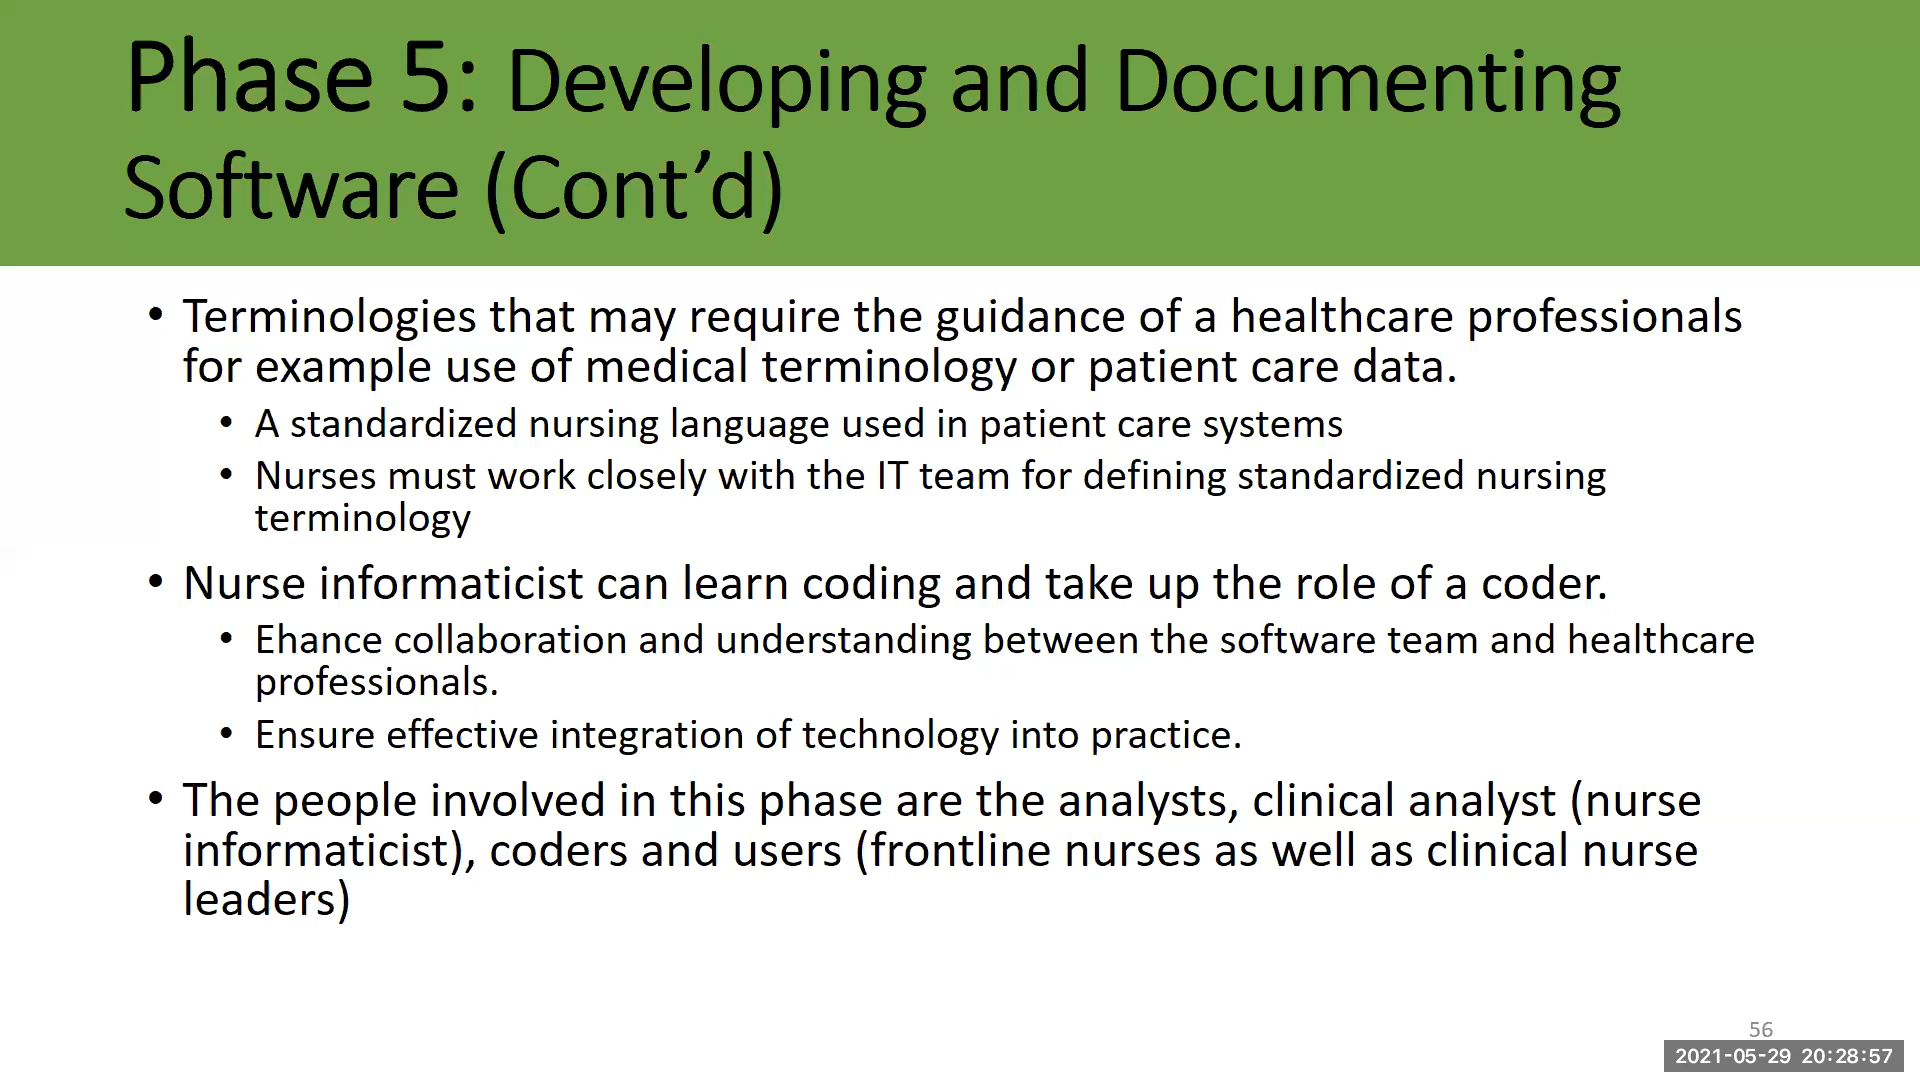 Phase 5: Developing and Documenting
Software (Cont’d)
• Terminologies that may require the guidance of a healthcare professionals
for example use of medical terminology or patient care data.
• A standardized nursing language used in patient care systems
• Nurses must work closely with the IT team for defining standardized nursing
terminology
• Nurse informaticist can learn coding and take up the role of a coder.
• Ehance collaboration and understanding between the software team and healthcare
professionals.
• Ensure effective integration of technology into practice.
• The people involved in this phase are the analysts, clinical analyst (nurse
informaticist), coders and users (frontline nurses as well as clinical nurse
leaders)
56
2021-05-29 20:28:57